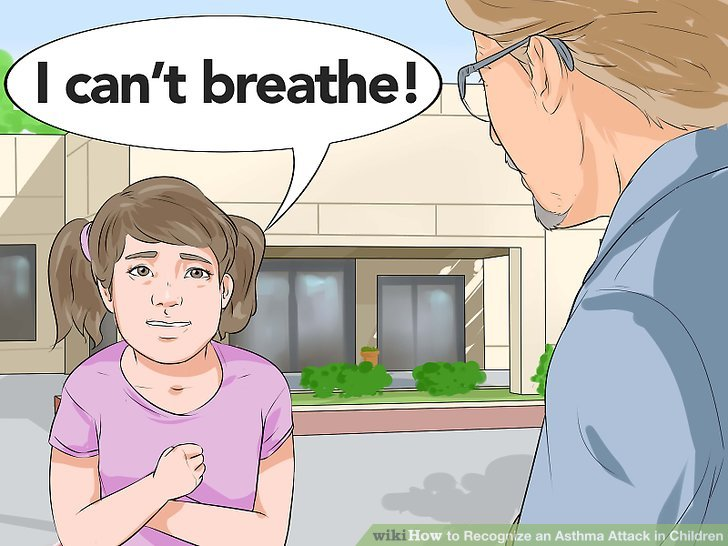 I can't breathe!
wikiHow to Recognize an Asthma Attack in Children